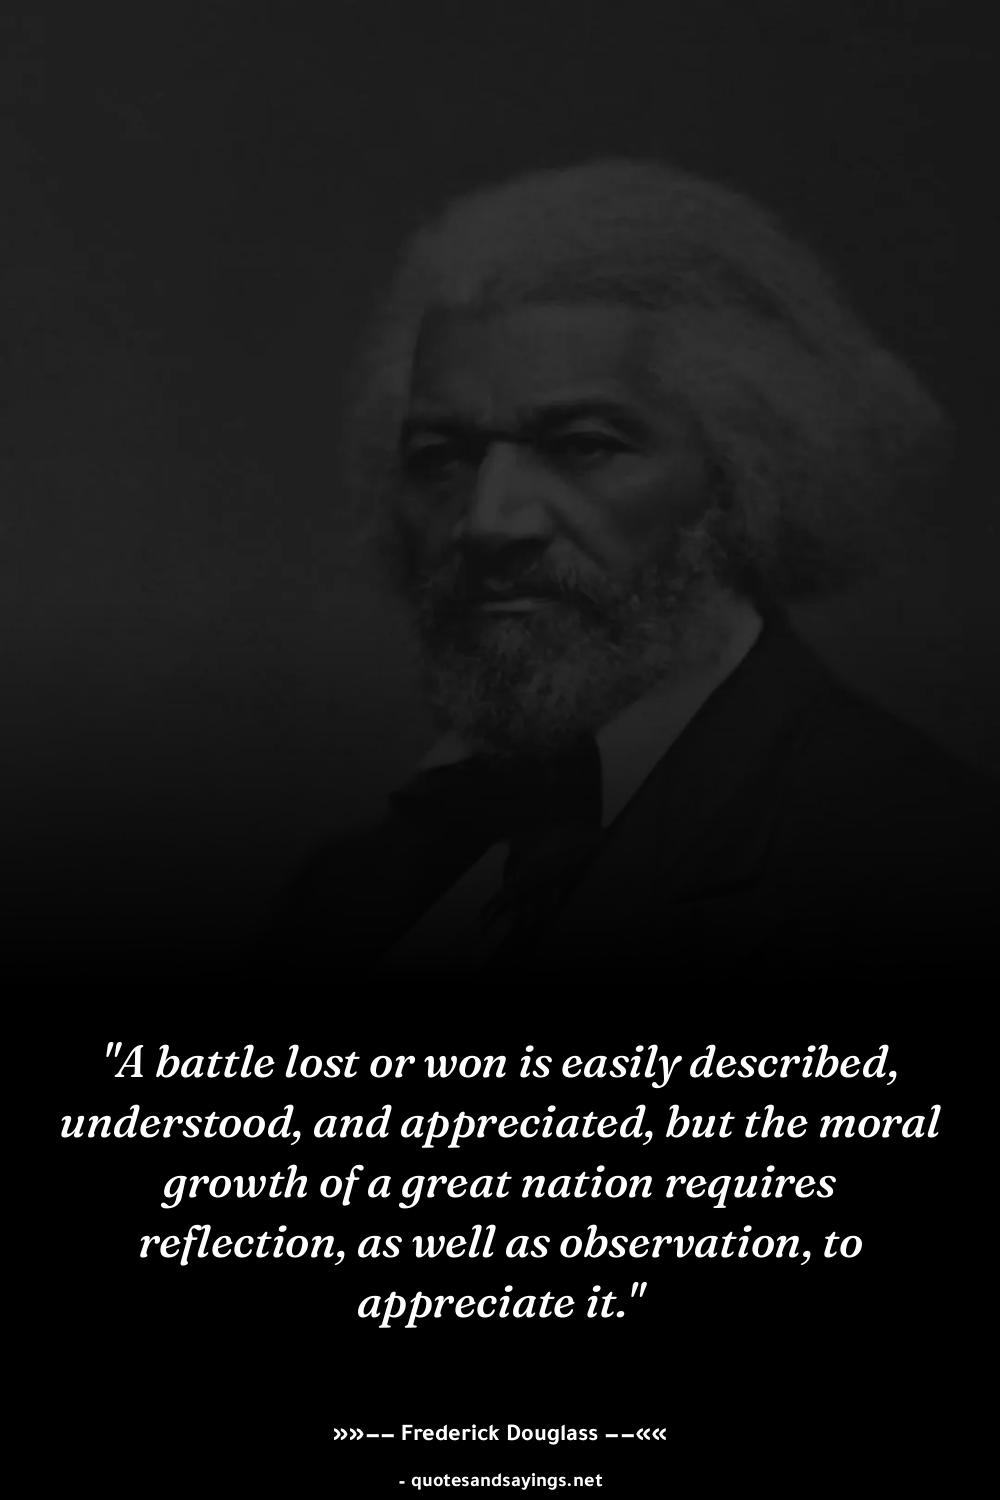 "A battle lost or won is easily described,
understood, and appreciated, but the moral
growth of a great nation requires
reflection, as well as observation, to
appreciate it."
»»−− Frederick Douglass −−««
- quotesandsayings.net